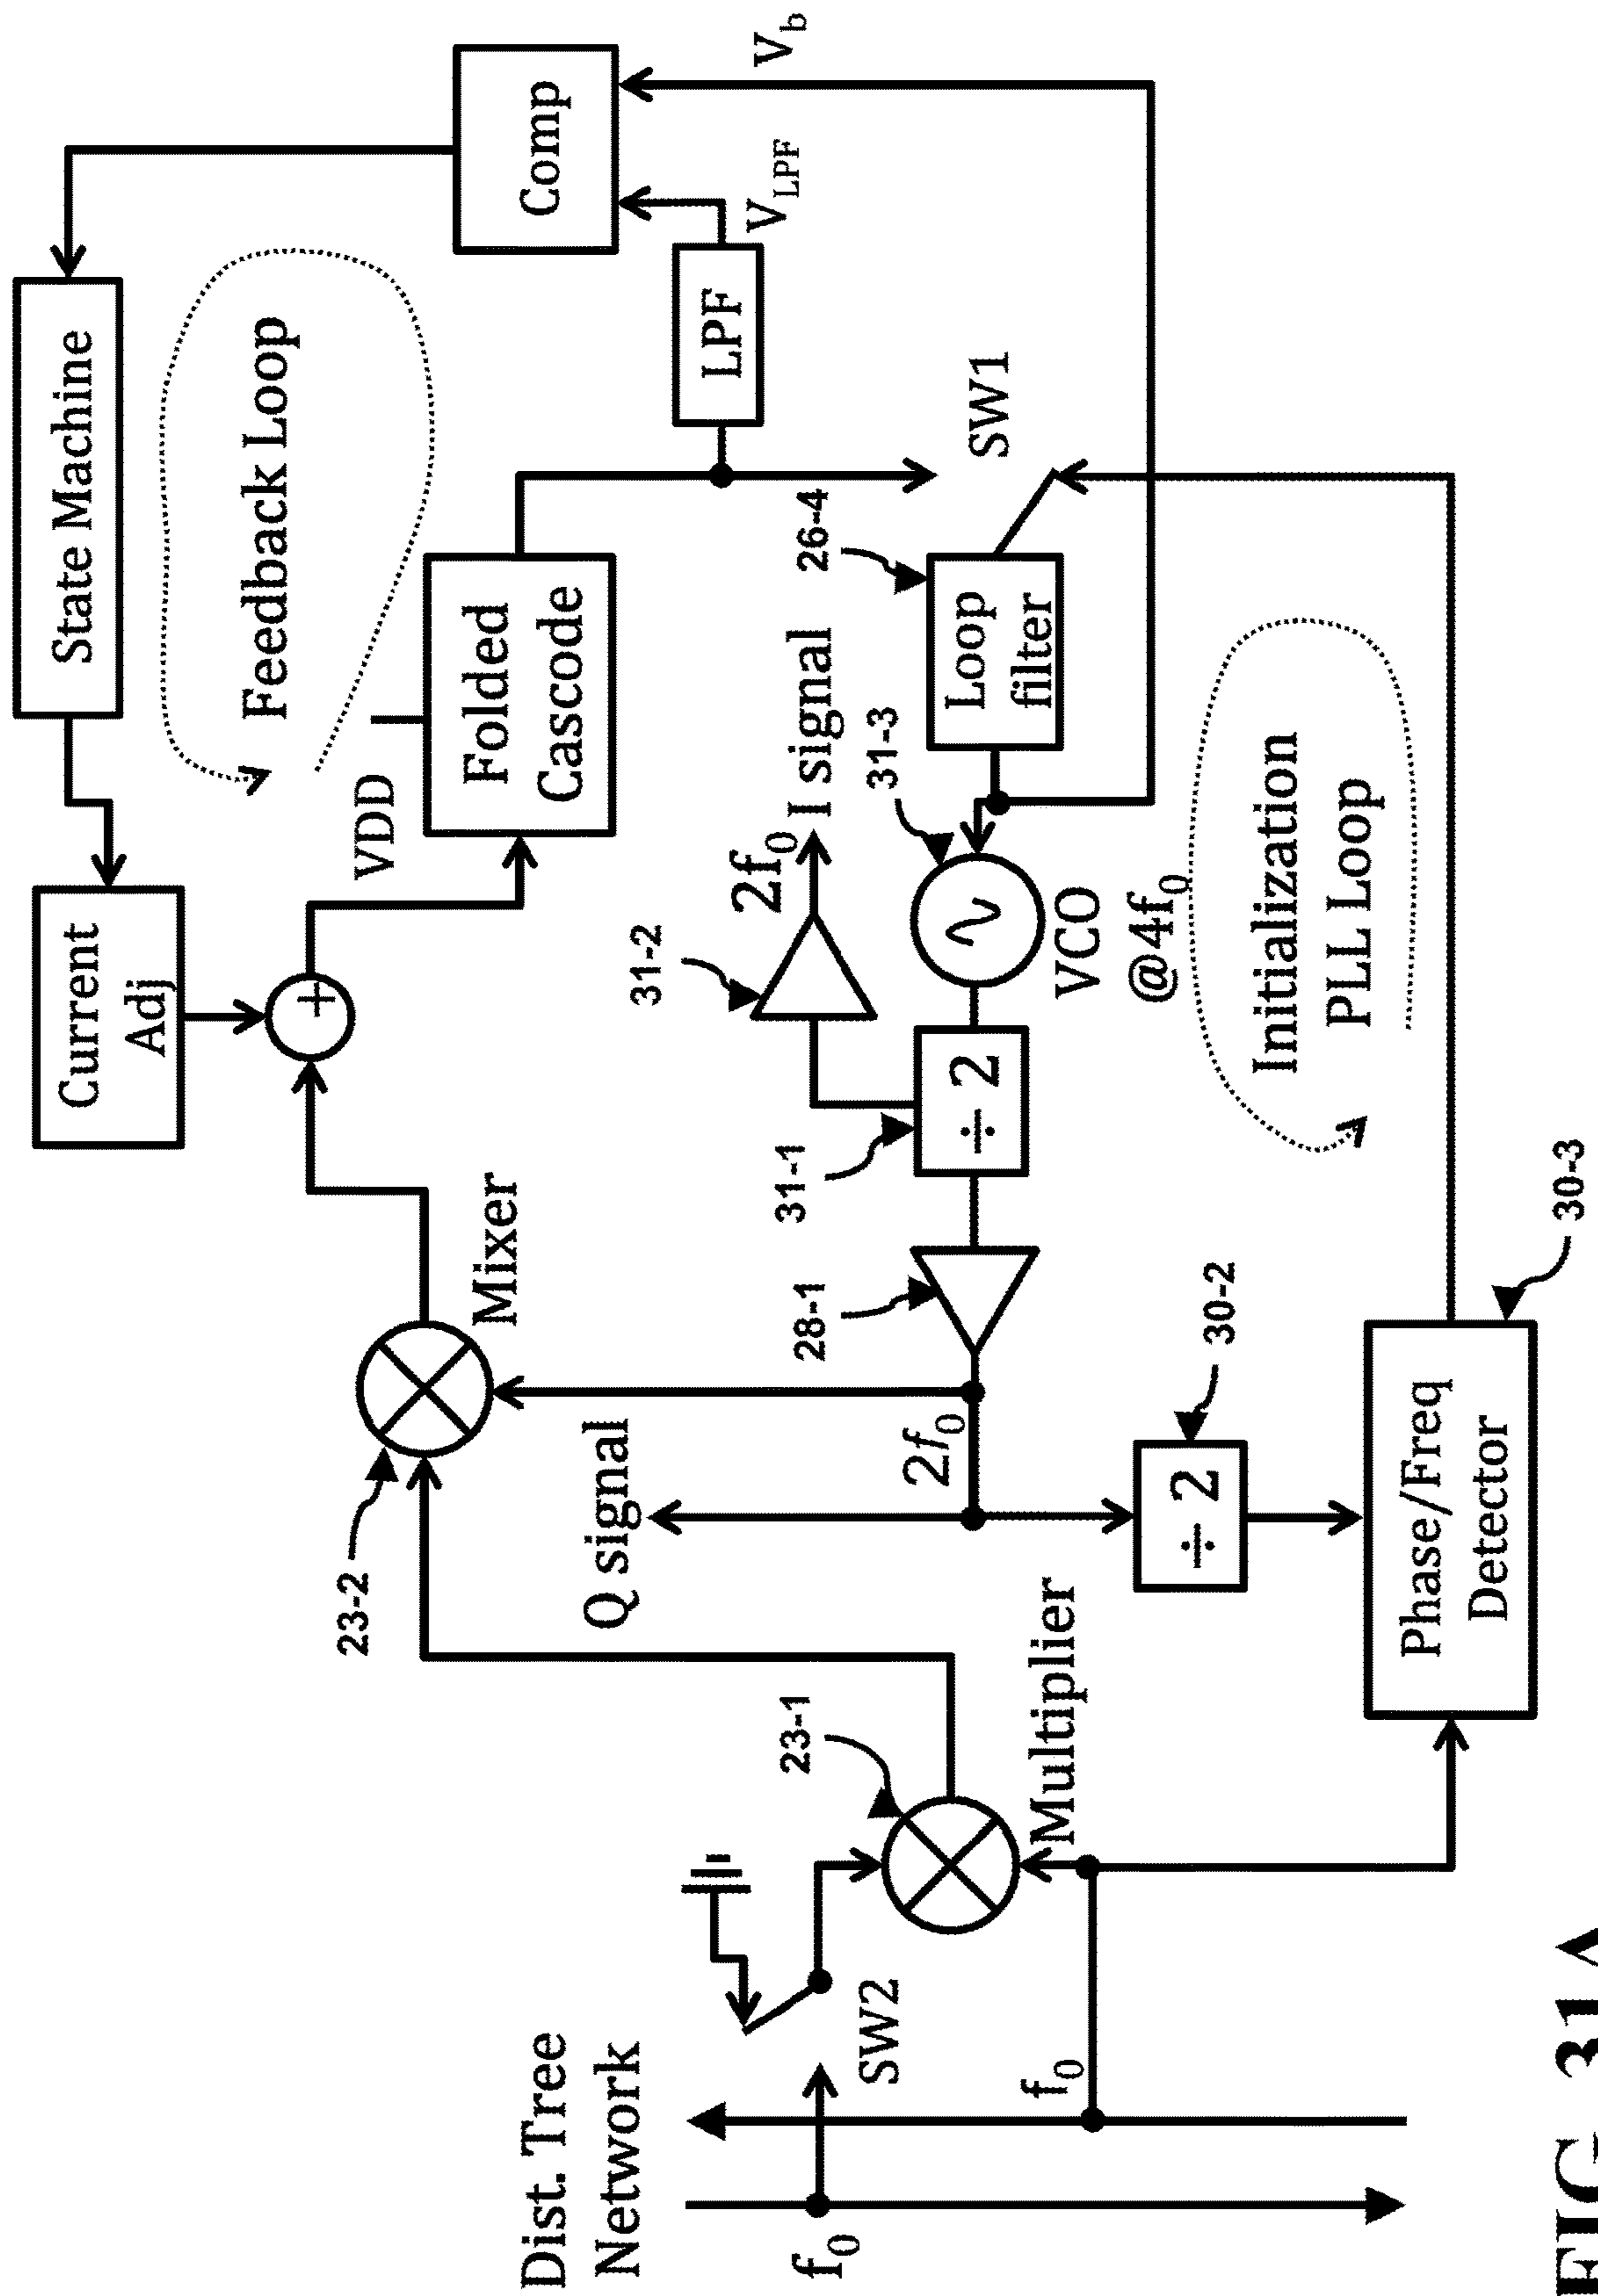 Dist. Tree
Network
f0
f0
SW2
23-1
Multiplier
23-2
Mixer
Q signal
2f0
÷ 2
30-2
Phase/Freq
Detector
30-3
28-1
31-1
÷ 2
31-2
2f0
I signal
VCO
@4f0
31-3
Loop
filter
26-4
SW1
Initialization
PLL Loop
Current
Adj
+
VDD
Folded
Cascode
Feedback Loop
State Machine
LPF
VLPF
Comp
Vb
FIG. 31A